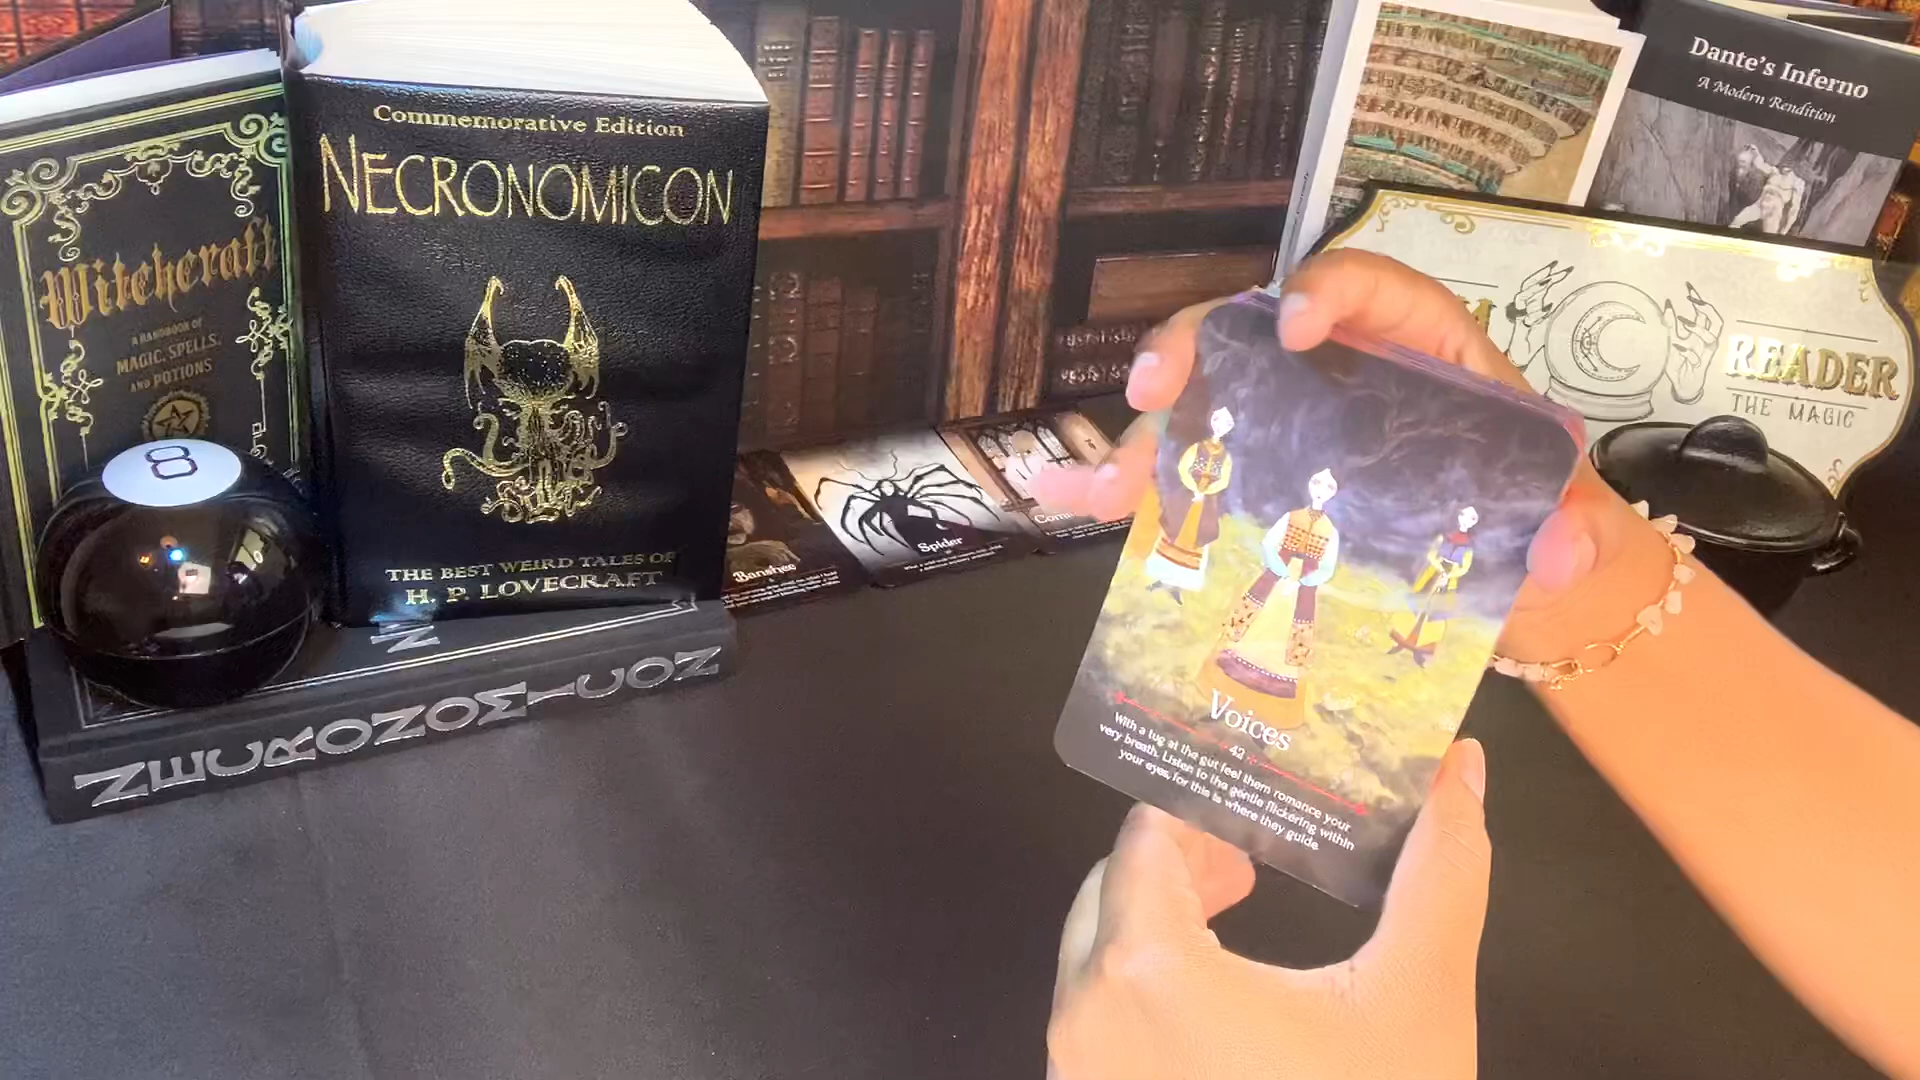 Witchcraft
A HANDBOOK OF
MAGIC, SPELLS,
AND POTIONS
8
Commemorative Edition
NECRONOMICON
THE BEST WEIRD TALES OF
H. P. LOVECRAFT
NECRONOMICON
Banshee
Spider
Dante's Inferno
A Modern Rendition
READER
THE MAGIC
Voices
42
With a tug at the gut feel them romance your
very breath. Listen to the gentle flickering within
your eyes, for this is where they guide.